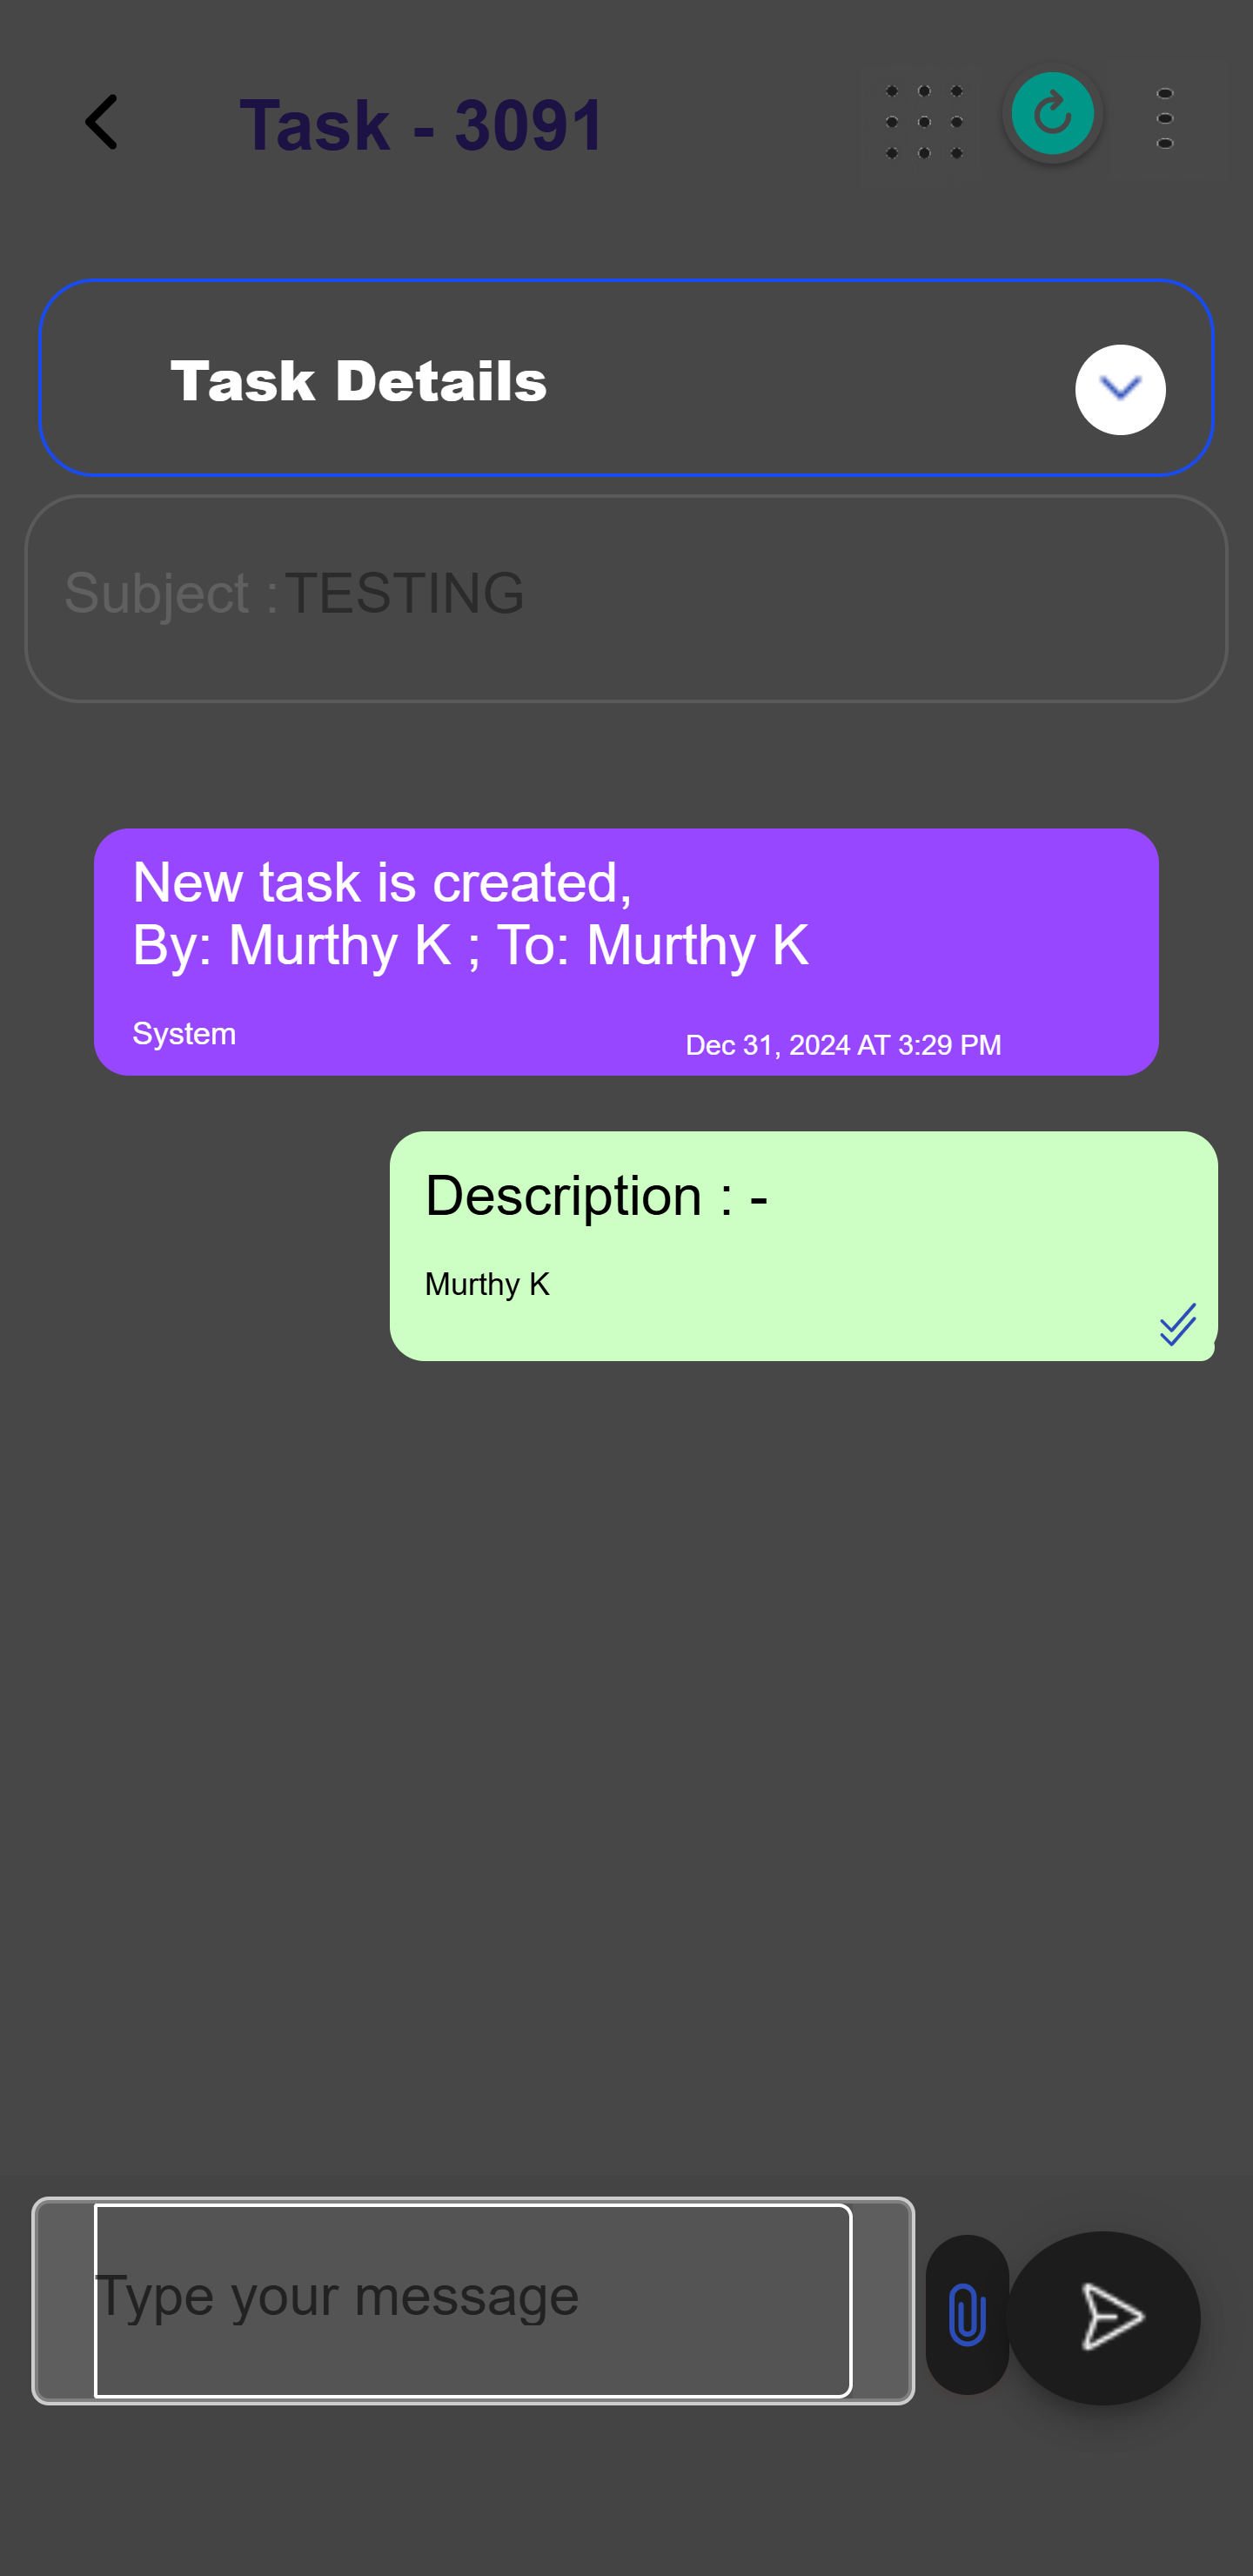 Task - 3091
Task Details
Subject : TESTING
New task is created,
By: Murthy K ; To: Murthy K
System
Dec 31, 2024 AT 3:29 PM
Description : -
Murthy K
Type your message